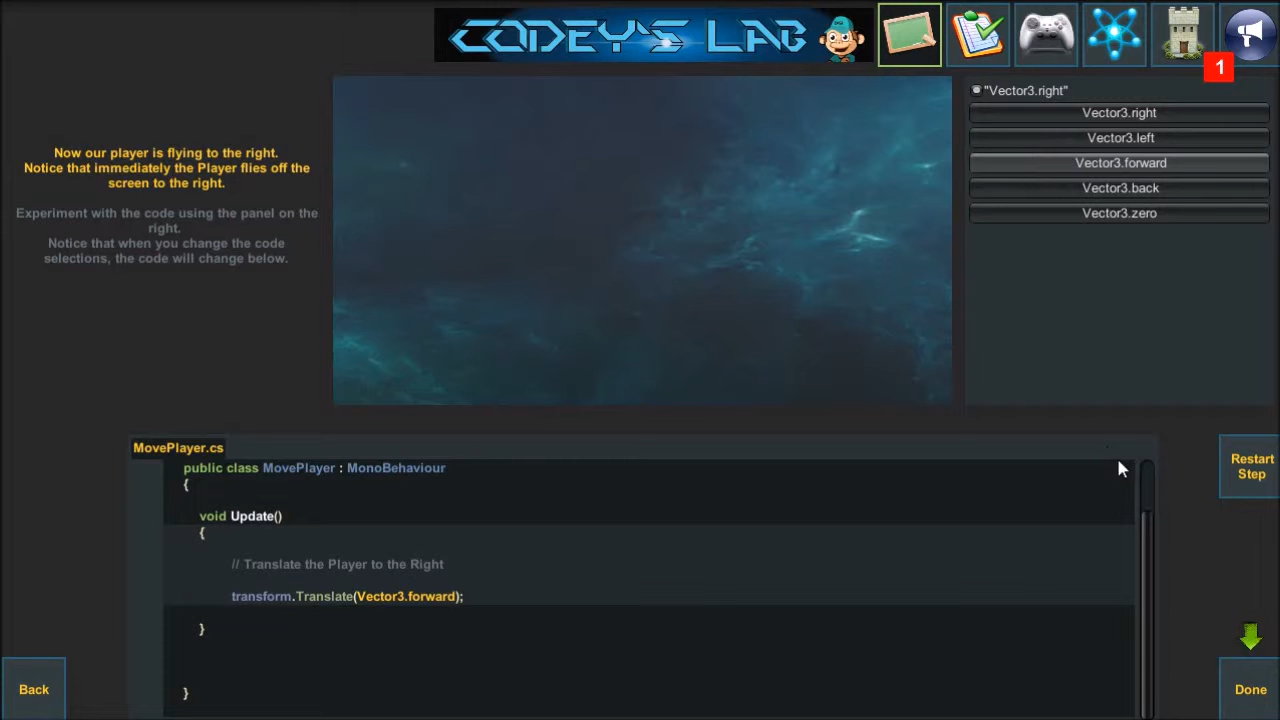 CODEY'S LAB
1
Now our player is flying to the right.
Notice that immediately the Player flies off the
screen to the right.
Experiment with the code using the panel on the
right.
Notice that when you change the code
selections, the code will change below.
"Vector3.right"
Vector3.right
Vector3.left
Vector3.forward
Vector3.back
Vector3.zero
MovePlayer.cs
public class MovePlayer : MonoBehaviour
{
void Update()
{
// Translate the Player to the Right
transform.Translate(Vector3.forward);
}
}
Restart
Step
Back
Done